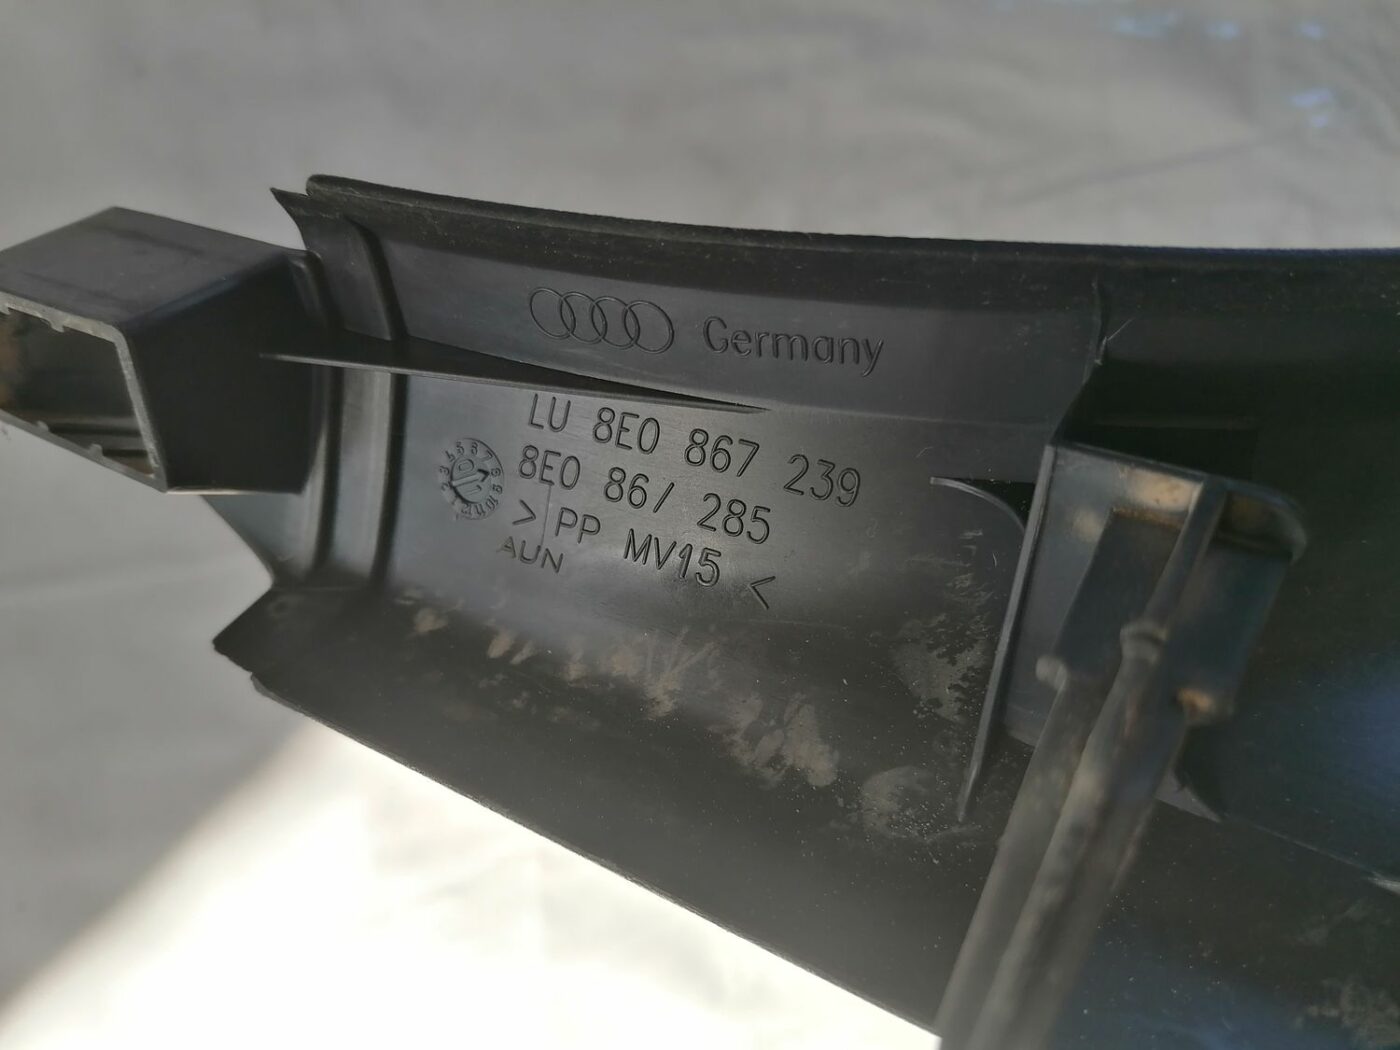 Germany
LU 8E0 867 239
8E0 86/ 285
> PP MV15 <
AUN